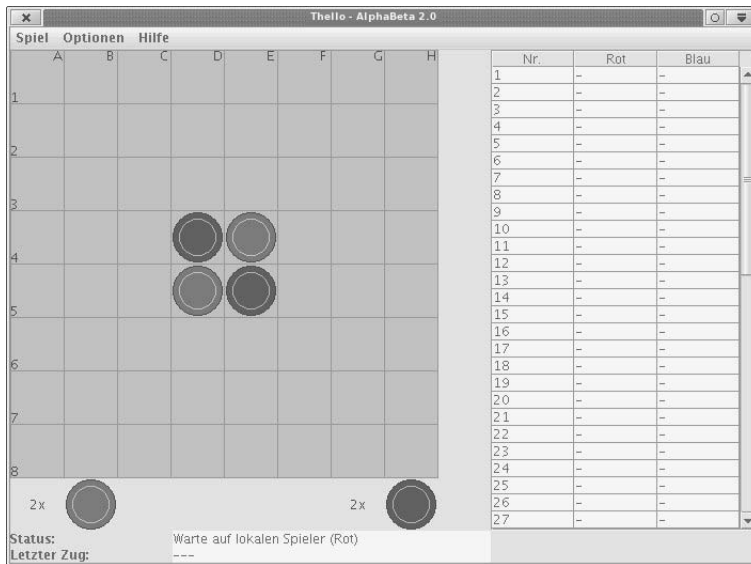 Thello - AlphaBeta 2.0
Spiel Optionen Hilfe
A B C D E F G H
1
2
3
4
5
6
7
8
2x 2x
Nr. Rot Blau
1 - -
2 - -
3 - -
4 - -
5 - -
6 - -
7 - -
8 - -
9 - -
10 - -
11 - -
12 - -
13 - -
14 - -
15 - -
16 - -
17 - -
18 - -
19 - -
20 - -
21 - -
22 - -
23 - -
24 - -
25 - -
26 - -
27 - -
Status: Warte auf lokalen Spieler (Rot)
Letzter Zug: ---